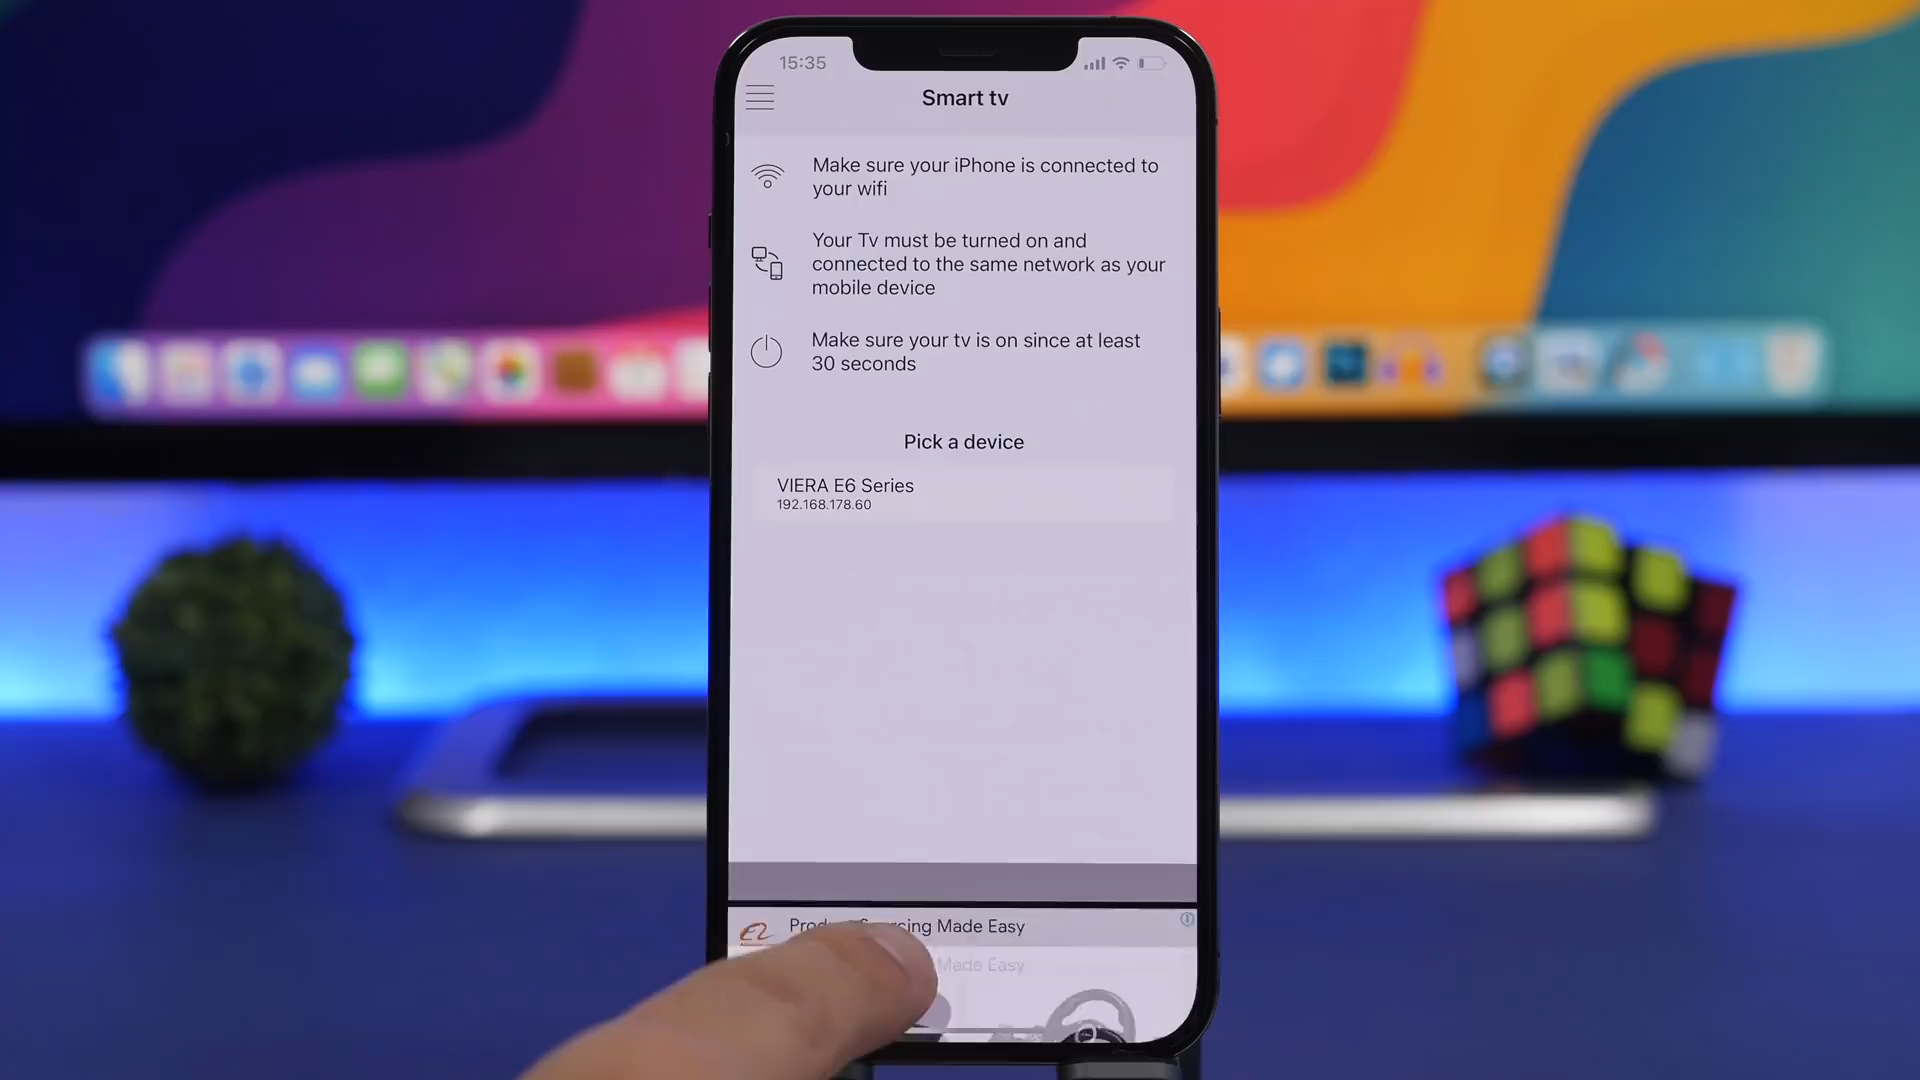 15:35
Smart tv
Make sure your iPhone is connected to
your wifi
Your Tv must be turned on and
connected to the same network as your
mobile device
Make sure your tv is on since at least
30 seconds
Pick a device
VIERA E6 Series
192.168.178.60
Made Easy
Made Easy